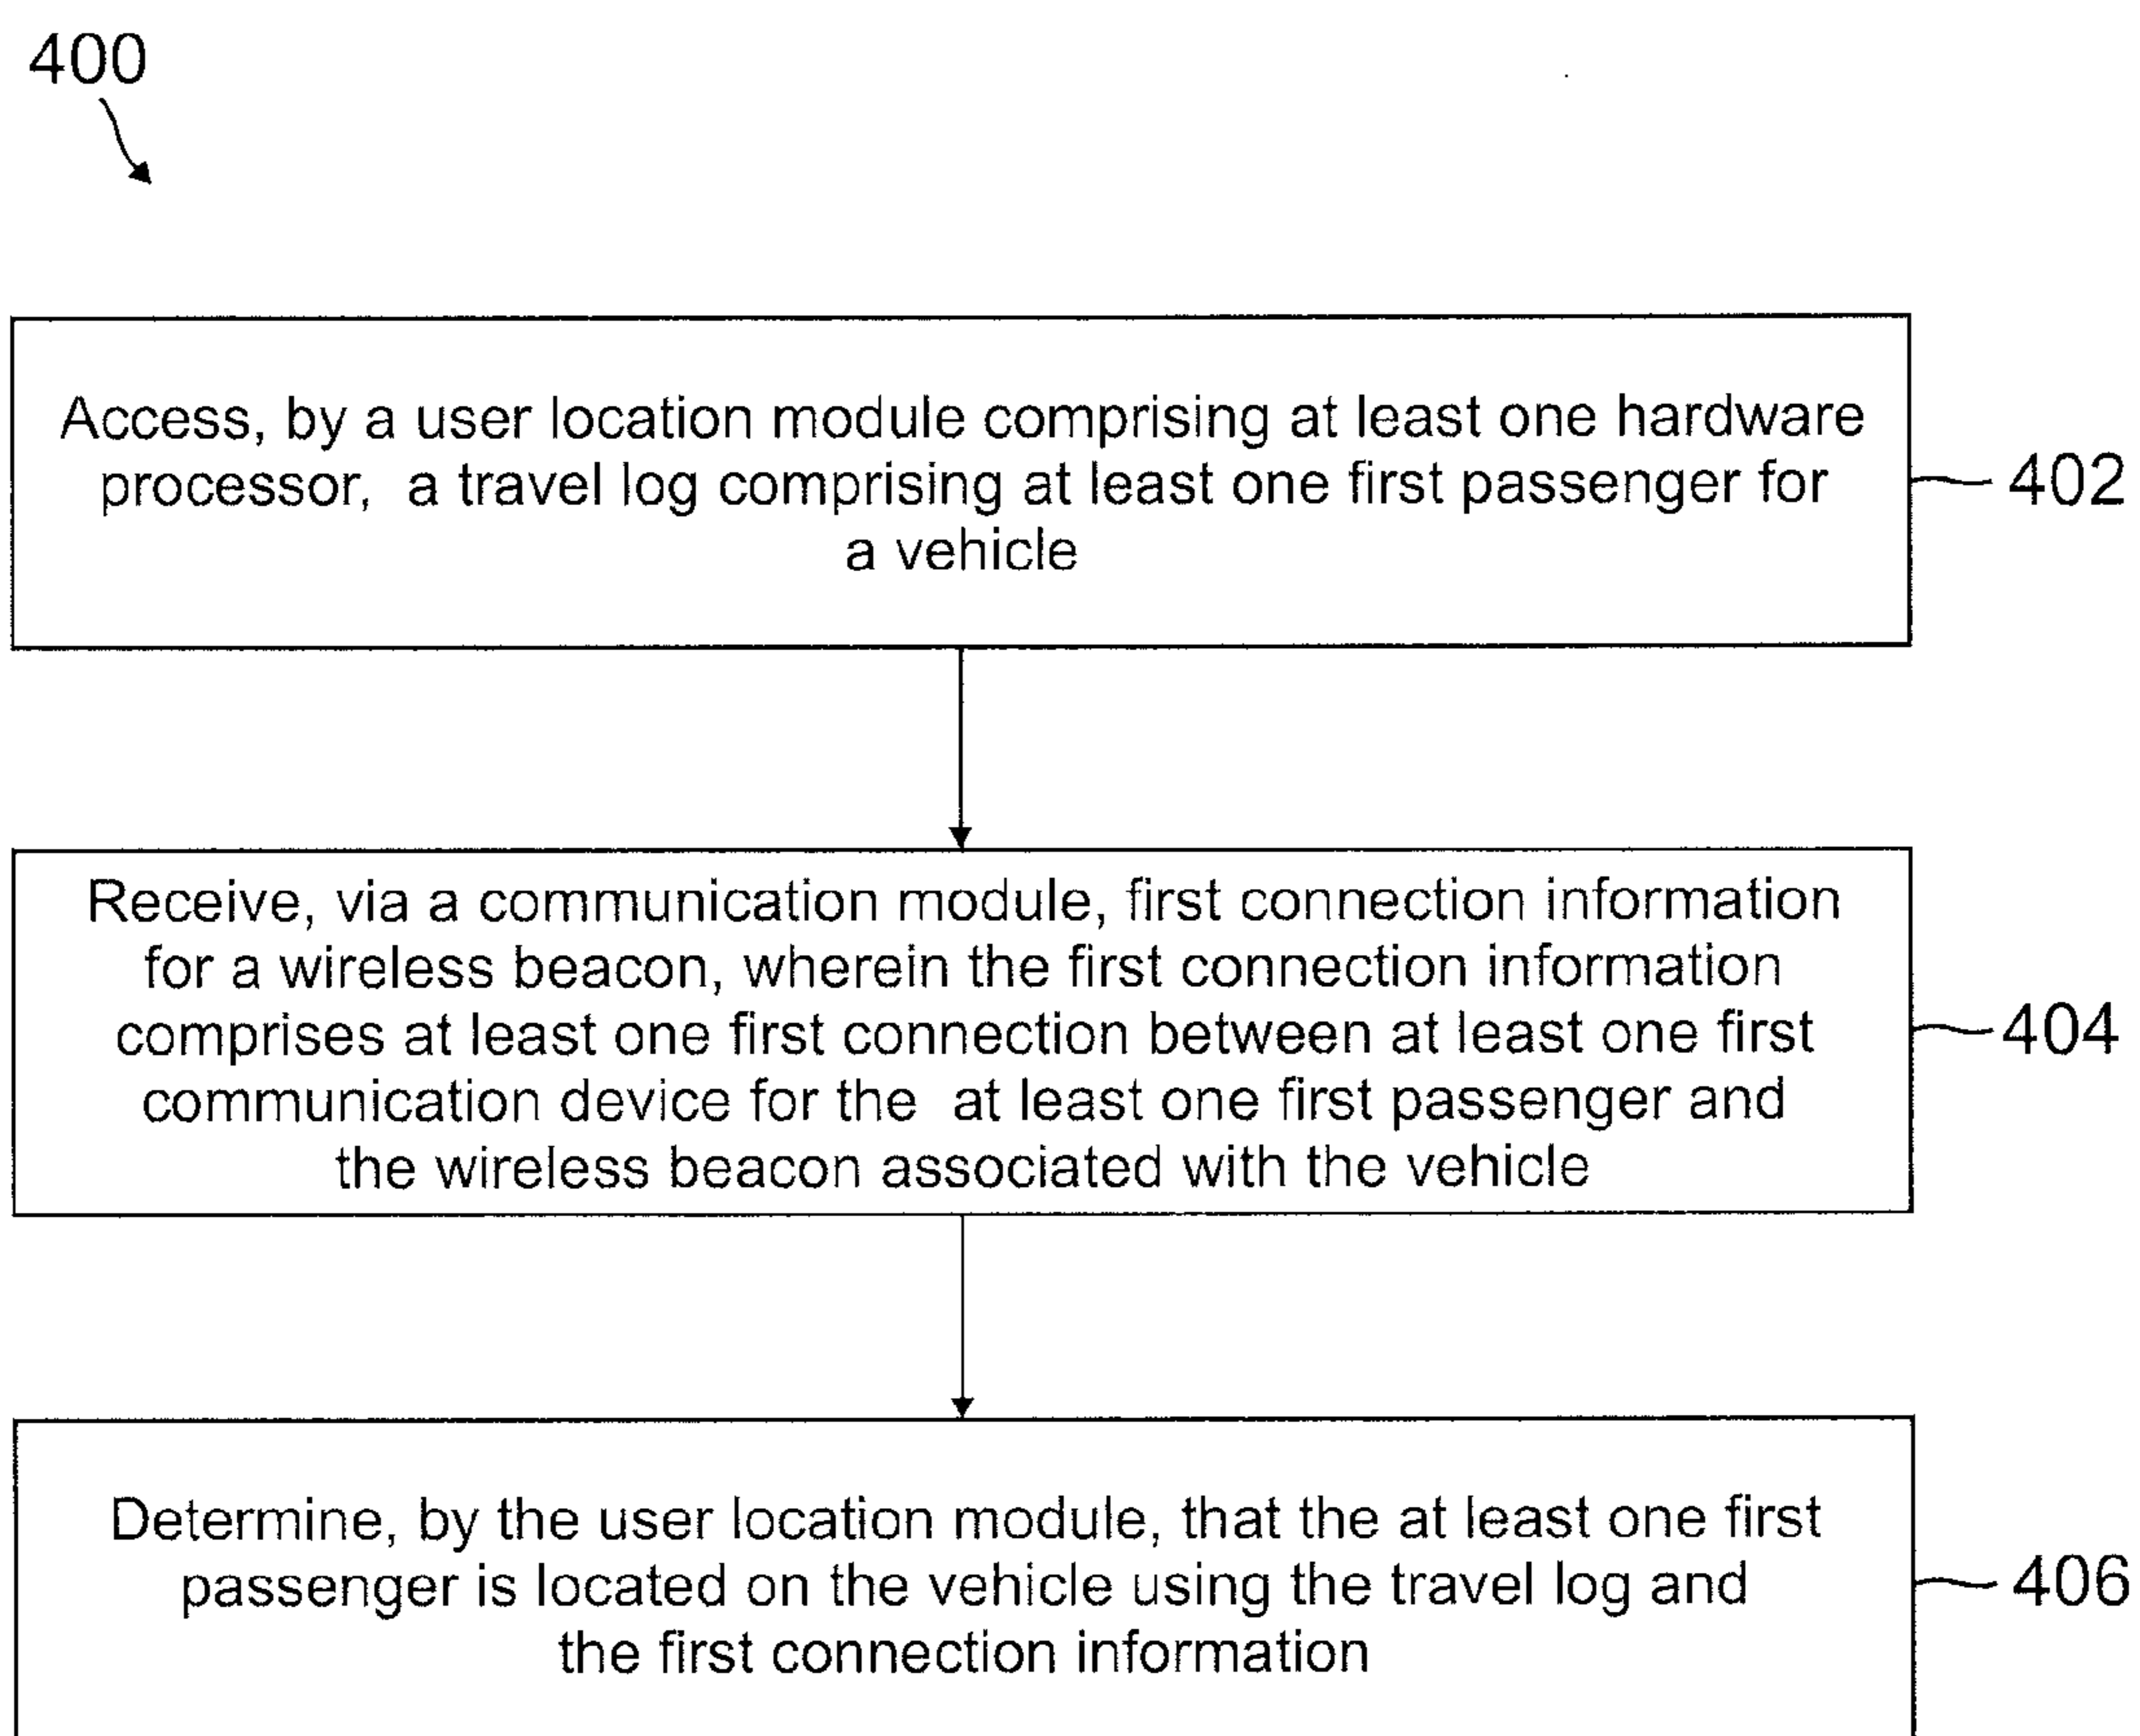 400
Access, by a user location module comprising at least one hardware
processor, a travel log comprising at least one first passenger for
a vehicle
402
Receive, via a communication module, first connection information
for a wireless beacon, wherein the first connection information
comprises at least one first connection between at least one first
communication device for the at least one first passenger and
the wireless beacon associated with the vehicle
404
Determine, by the user location module, that the at least one first
passenger is located on the vehicle using the travel log and
the first connection information
406